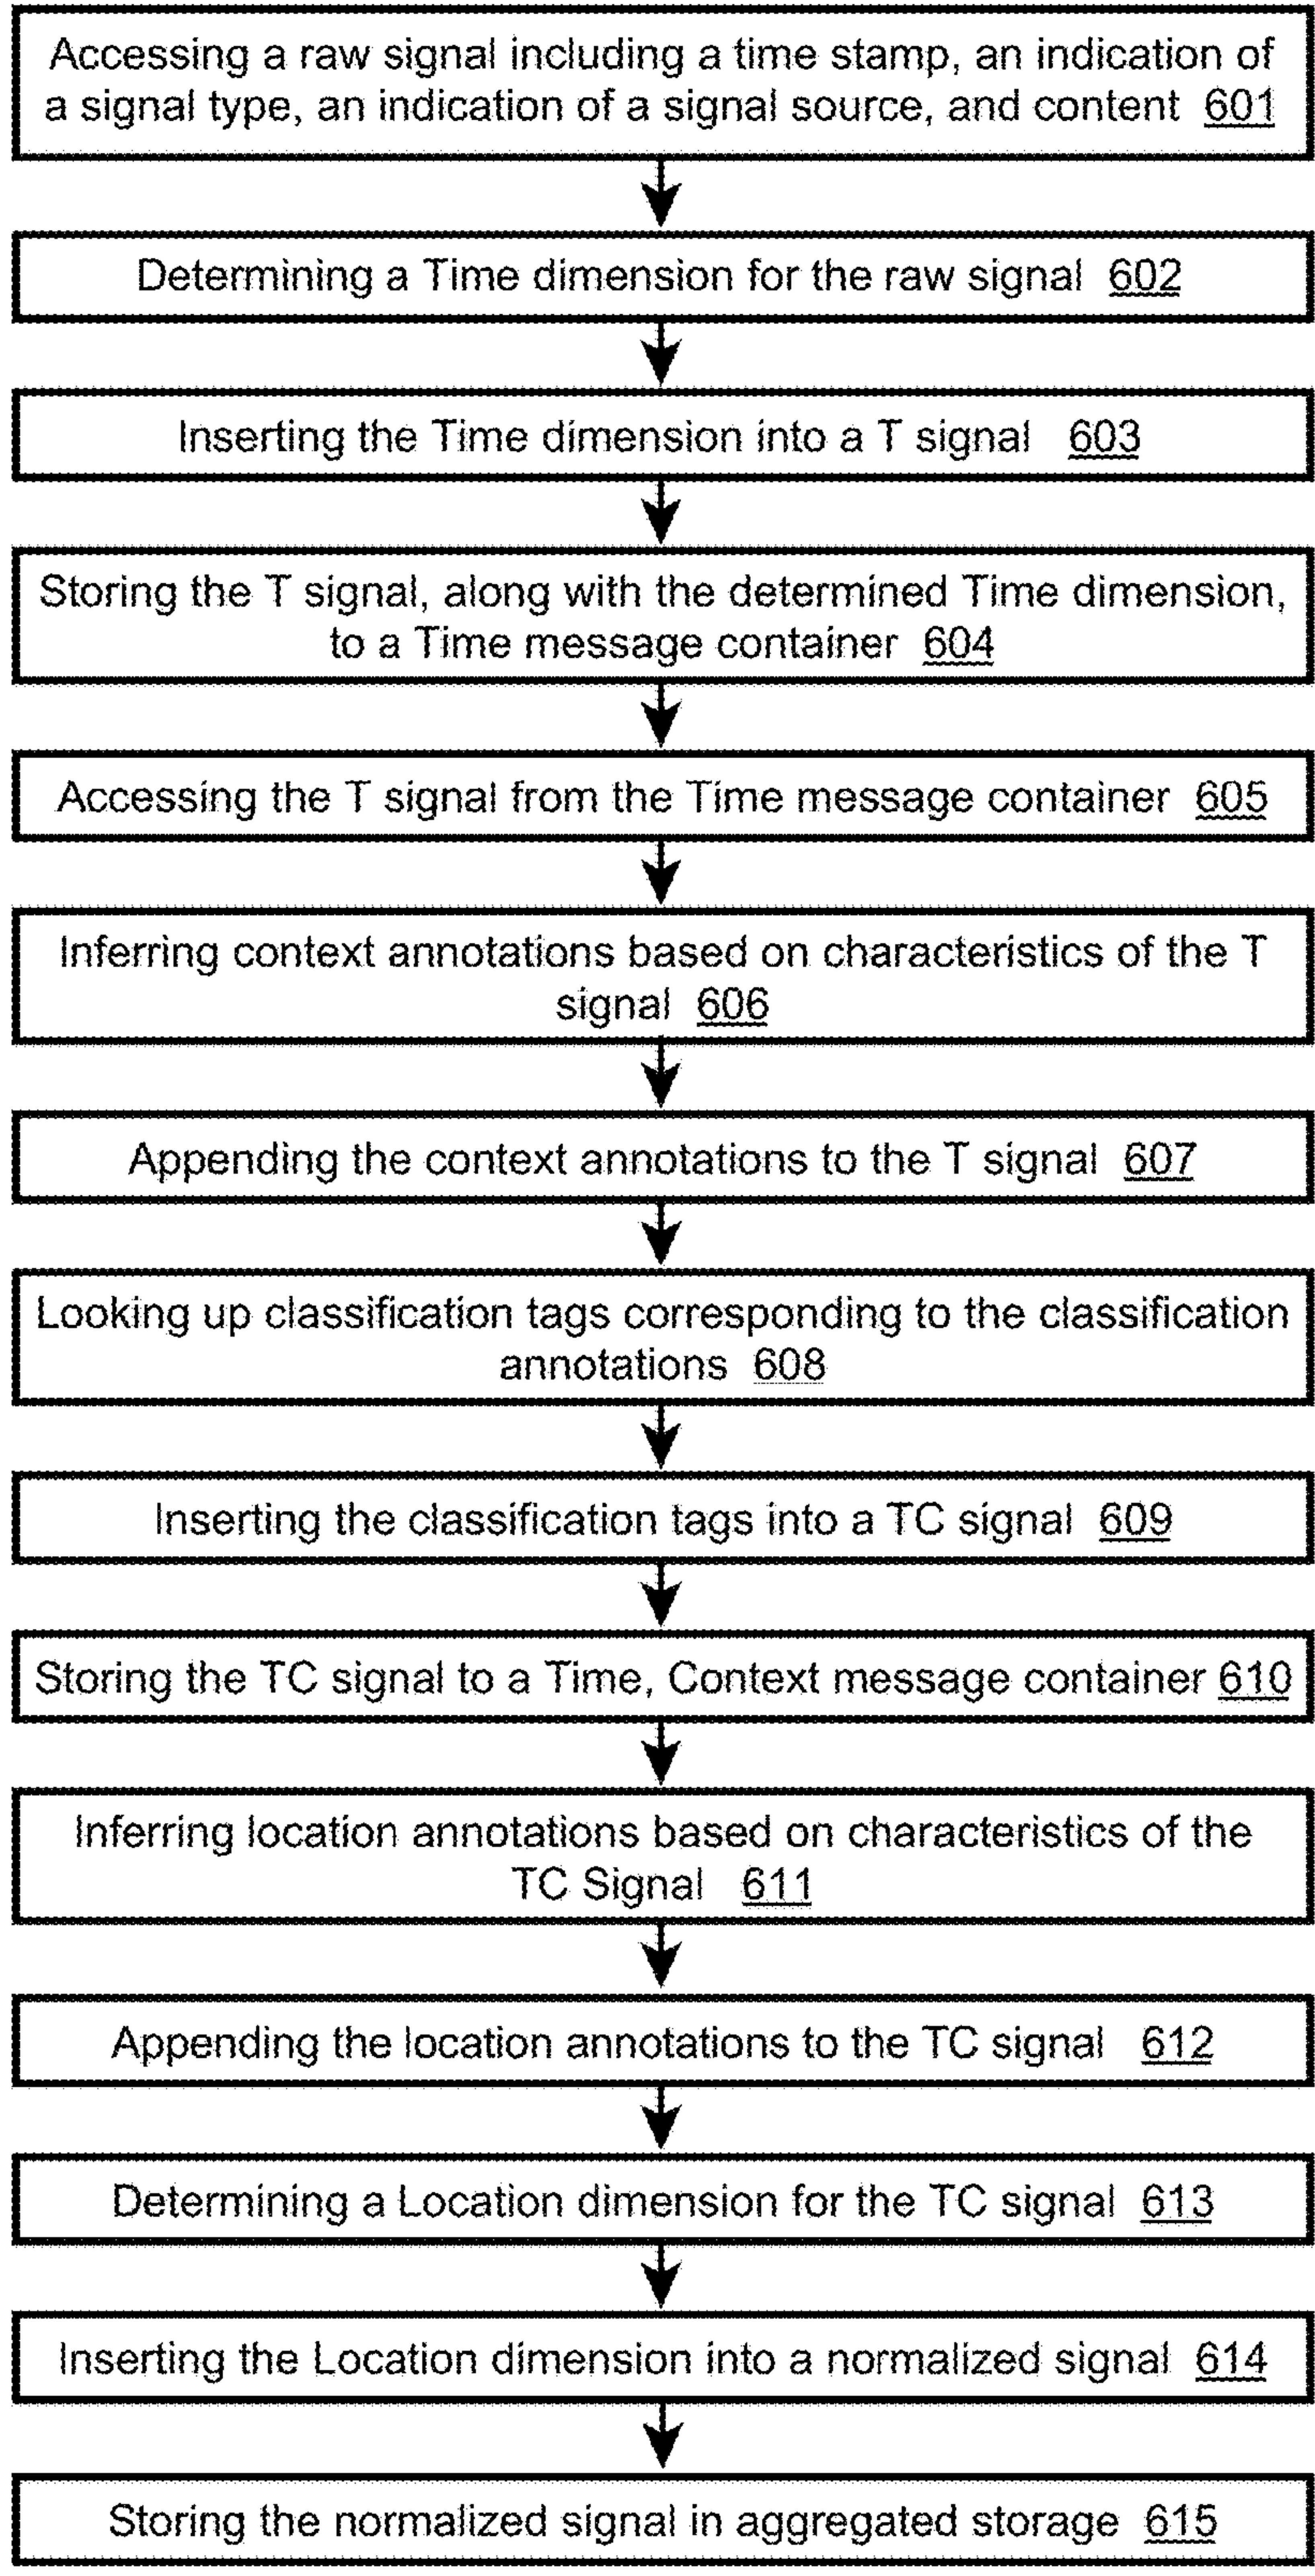 Accessing a raw signal including a time stamp, an indication of
a signal type, an indication of a signal source, and content 601
Determining a Time dimension for the raw signal 602
Inserting the Time dimension into a T signal 603
Storing the T signal, along with the determined Time dimension,
to a Time message container 604
Accessing the T signal from the Time message container 605
Inferring context annotations based on characteristics of the T
signal 606
Appending the context annotations to the T signal 607
Looking up classification tags corresponding to the classification
annotations 608
Inserting the classification tags into a TC signal 609
Storing the TC signal to a Time, Context message container 610
Inferring location annotations based on characteristics of the
TC Signal 611
Appending the location annotations to the TC signal 612
Determining a Location dimension for the TC signal 613
Inserting the Location dimension into a normalized signal 614
Storing the normalized signal in aggregated storage 615